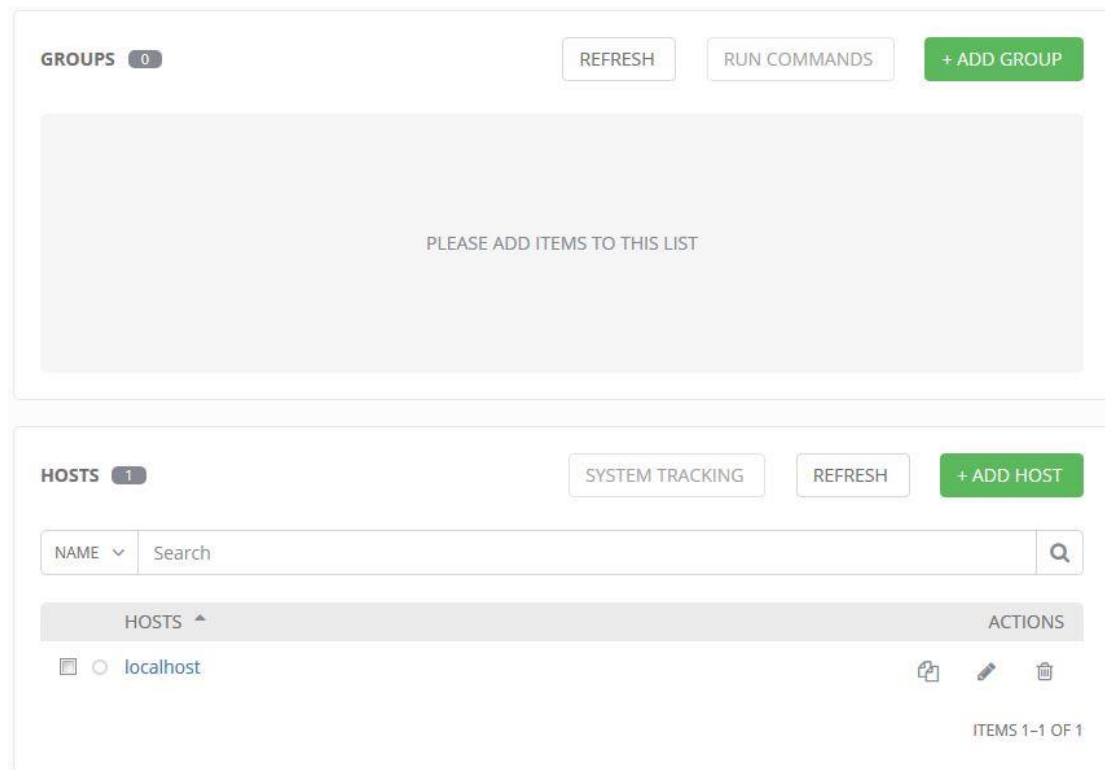 GROUPS 0 REFRESH RUN COMMANDS + ADD GROUP
PLEASE ADD ITEMS TO THIS LIST
HOSTS 1 SYSTEM TRACKING REFRESH + ADD HOST
NAME Search
HOSTS ACTIONS
localhost
ITEMS 1–1 OF 1